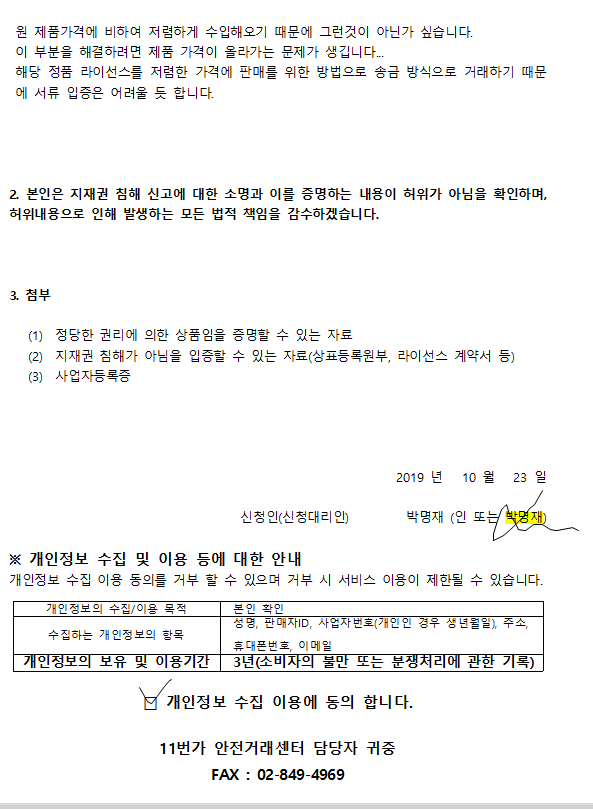 원 제품가격에 비하여 저렴하게 수입해오기 때문에 그런것이 아닌가 싶습니다.
이 부분을 해결하려면 제품 가격이 올라가는 문제가 생깁니다...
해당 정품 라이선스를 저렴한 가격에 판매를 위한 방법으로 송금 방식으로 거래하기 때문
에 서류 입증은 어려울 듯 합니다.
2. 본인은 지재권 침해 신고에 대한 소명과 이를 증명하는 내용이 허위가 아님을 확인하며,
허위내용으로 인해 발생하는 모든 법적 책임을 감수하겠습니다.
3. 첨부
(1) 정당한 권리에 의한 상품임을 증명할 수 있는 자료
(2) 지재권 침해가 아님을 입증할 수 있는 자료(상표등록원부, 라이선스 계약서 등)
(3) 사업자등록증
2019 년 10 월 23 일
신청인(신청대리인) 박명재 (인 또는 박명재)
※ 개인정보 수집 및 이용 등에 대한 안내
개인정보 수집 이용 동의를 거부 할 수 있으며 거부 시 서비스 이용이 제한될 수 있습니다.
개인정보의 수집/이용 목적 본인 확인
수집하는 개인정보의 항목 성명, 판매자ID, 사업자번호(개인인 경우 생년월일), 주소,
휴대폰번호, 이메일
개인정보의 보유 및 이용기간 3년(소비자의 불만 또는 분쟁처리에 관한 기록)
개인정보 수집 이용에 동의 합니다.
11번가 안전거래센터 담당자 귀중
FAX : 02-849-4969